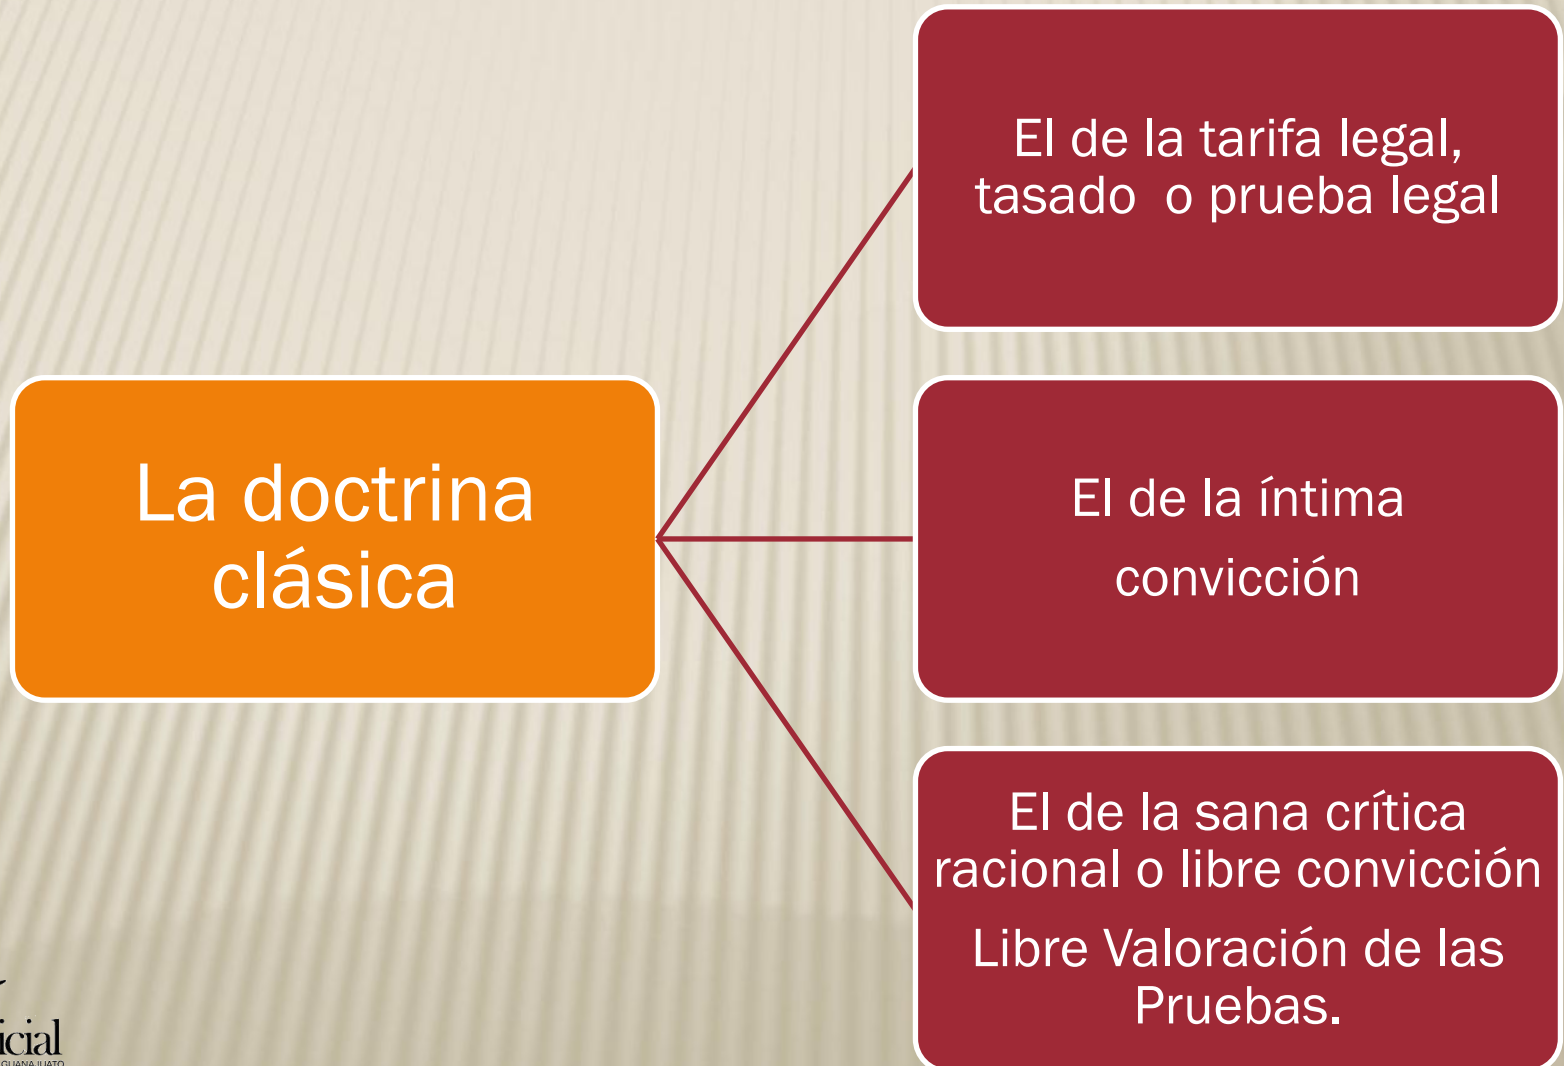 El de la tarifa legal,
tasado o prueba legal
La doctrina
clásica
El de la íntima
convicción
El de la sana crítica
racional o libre convicción
Libre Valoración de las
Pruebas.
icial
GUANAJUATO